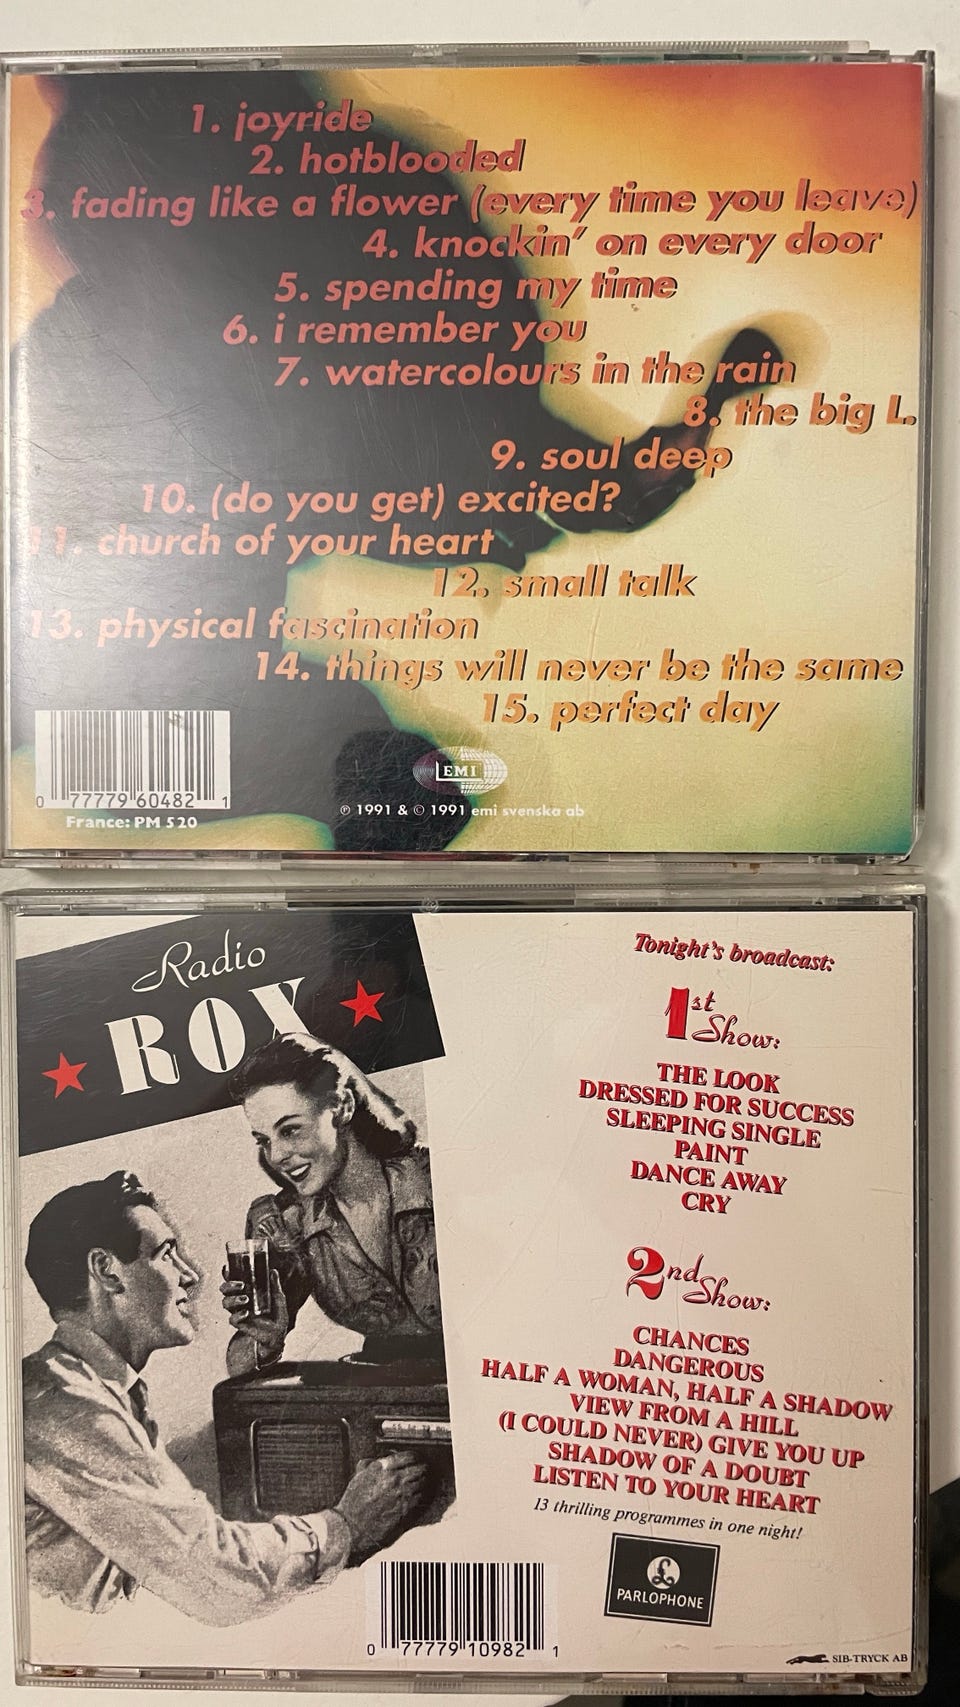 1. joyride
2. hotblooded
3. fading like a flower (every time you leave)
4. knockin' on every door
5. spending my time
6. i remember you
7. watercolours in the rain
8. the big L.
9. soul deep
10. (do you get) excited?
11. church of your heart
12. small talk
13. physical fascination
14. things will never be the same
15. perfect day
EMI
0 77779 60482 1
France: PM 520
℗ 1991 & © 1991 emi svenska ab
Radio
ROX
Tonight's broadcast:
1st Show:
THE LOOK
DRESSED FOR SUCCESS
SLEEPING SINGLE
PAINT
DANCE AWAY
CRY
2nd Show:
CHANCES
DANGEROUS
HALF A WOMAN, HALF A SHADOW
VIEW FROM A HILL
(I COULD NEVER) GIVE YOU UP
SHADOW OF A DOUBT
LISTEN TO YOUR HEART
13 thrilling programmes in one night!
£
PARLOPHONE
0 77779 10982 1
SIB-TRYCK AB